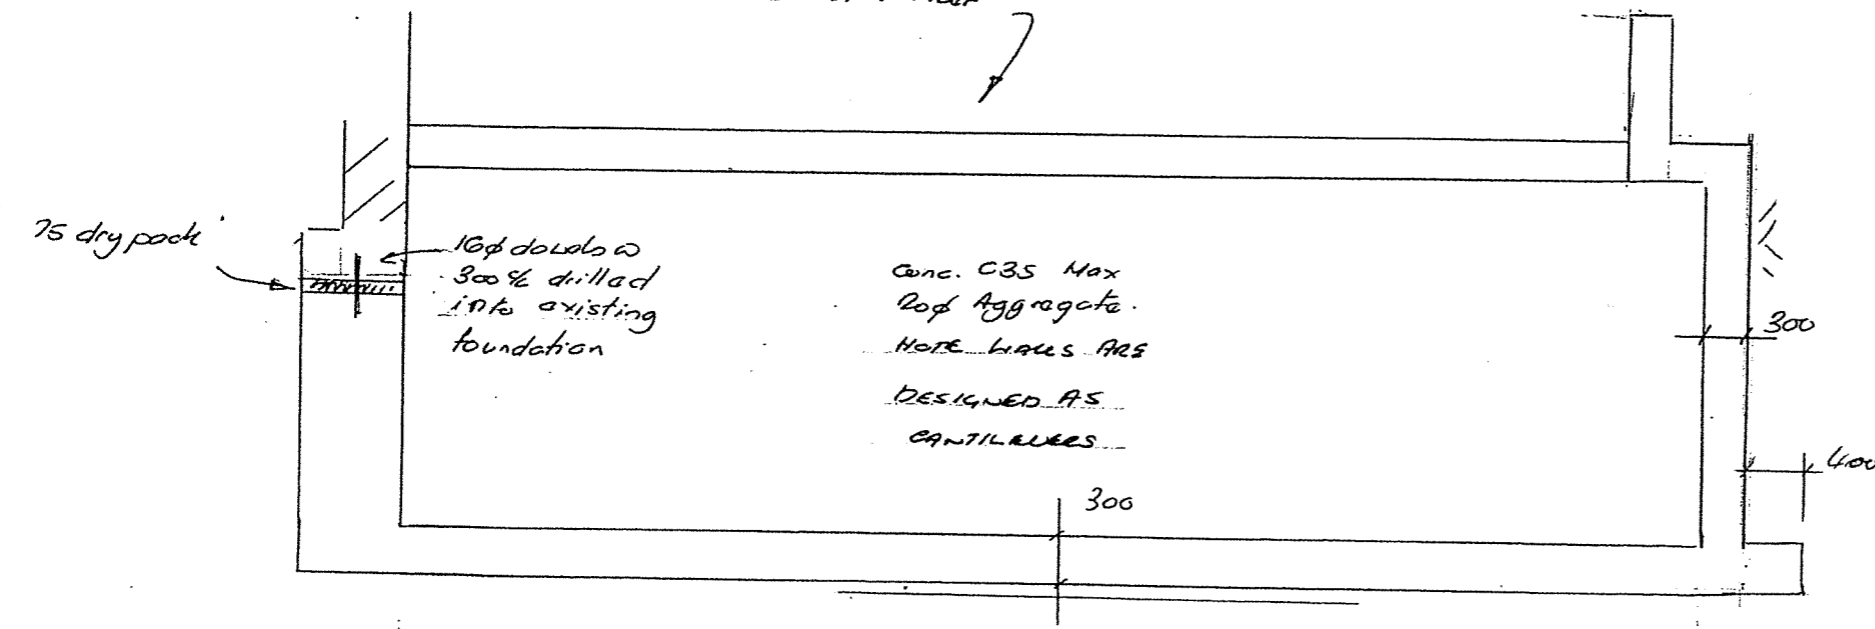 75 dry pack
16ϕ dowels @
300 c/c drilled
into existing
foundation
Conc. C35 Max
20ϕ Aggregate.
NOTE WALLS ARE
DESIGNED AS
CANTILEVERS
300
400
300